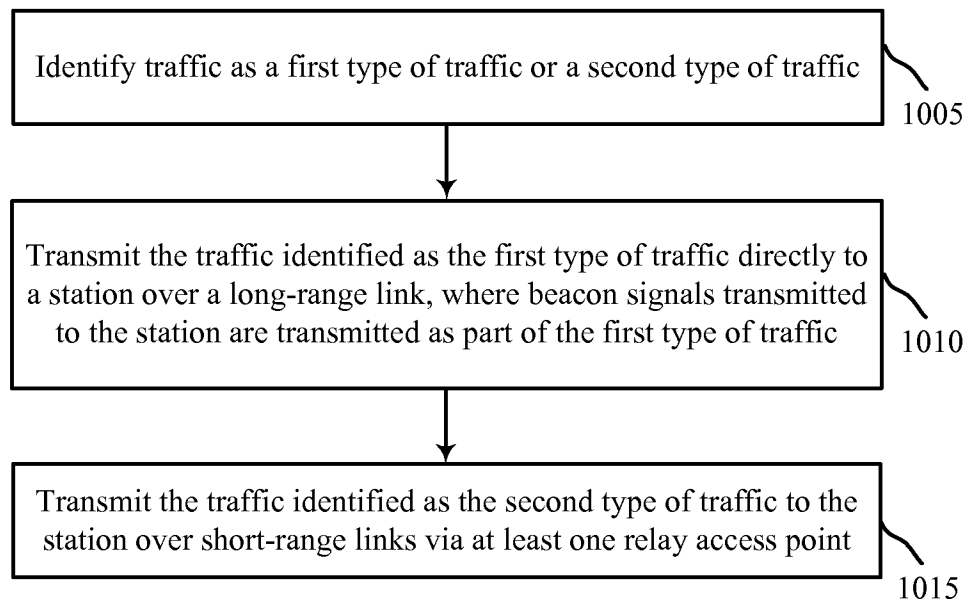 Identify traffic as a first type of traffic or a second type of traffic
1005
Transmit the traffic identified as the first type of traffic directly to
a station over a long-range link, where beacon signals transmitted
to the station are transmitted as part of the first type of traffic
1010
Transmit the traffic identified as the second type of traffic to the
station over short-range links via at least one relay access point
1015